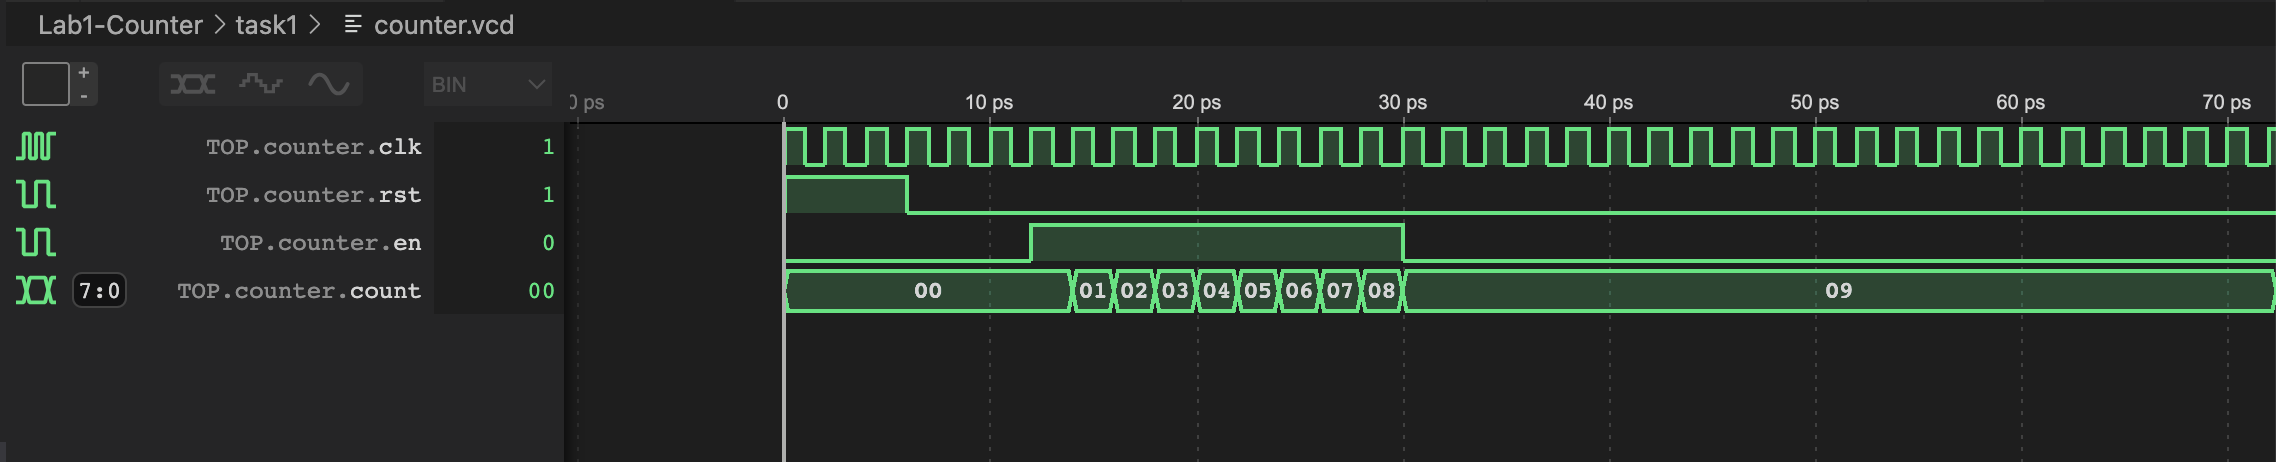 Lab1-Counter > task1 > counter.vcd
+
-
BIN
0 ps 0 10 ps 20 ps 30 ps 40 ps 50 ps 60 ps 70 ps
TOP.counter.clk 1
TOP.counter.rst 1
TOP.counter.en 0
7:0 TOP.counter.count 00 00 01 02 03 04 05 06 07 08 09